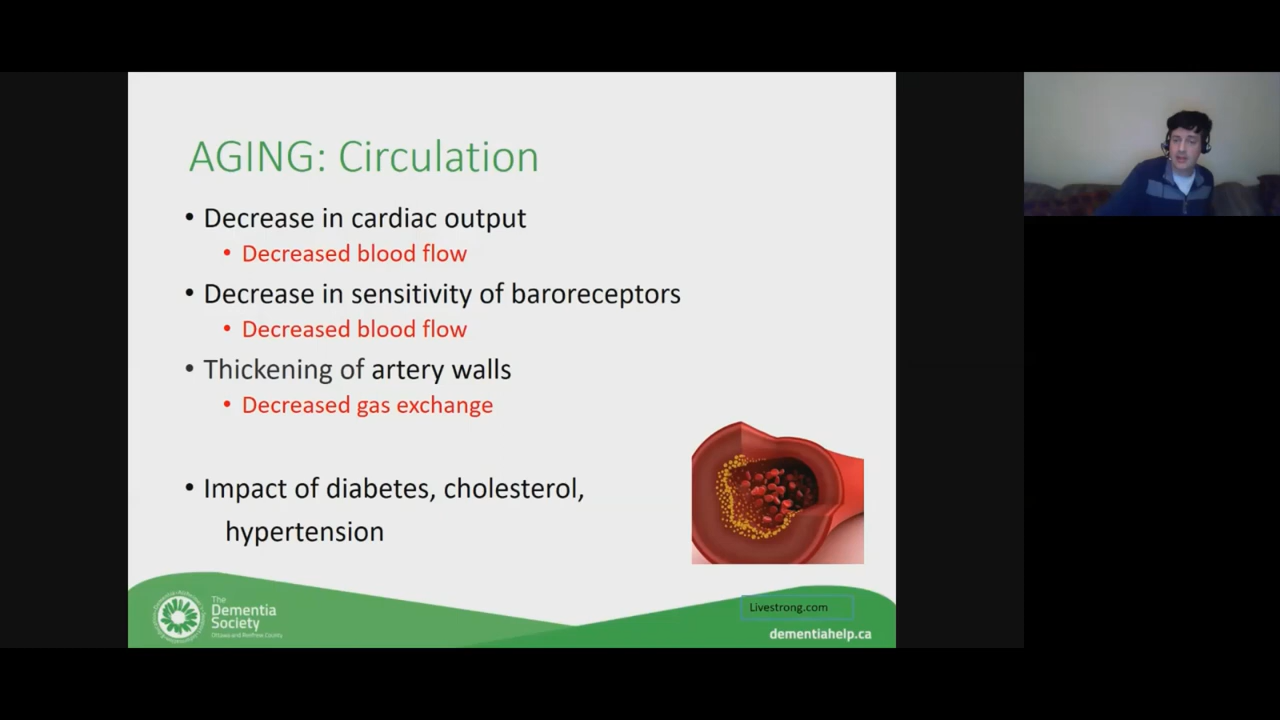 AGING: Circulation
• Decrease in cardiac output
• Decreased blood flow
• Decrease in sensitivity of baroreceptors
• Decreased blood flow
• Thickening of artery walls
• Decreased gas exchange
• Impact of diabetes, cholesterol,
hypertension
The
Dementia
Society
Ottawa and Renfrew County
Livestrong.com
dementiahelp.ca